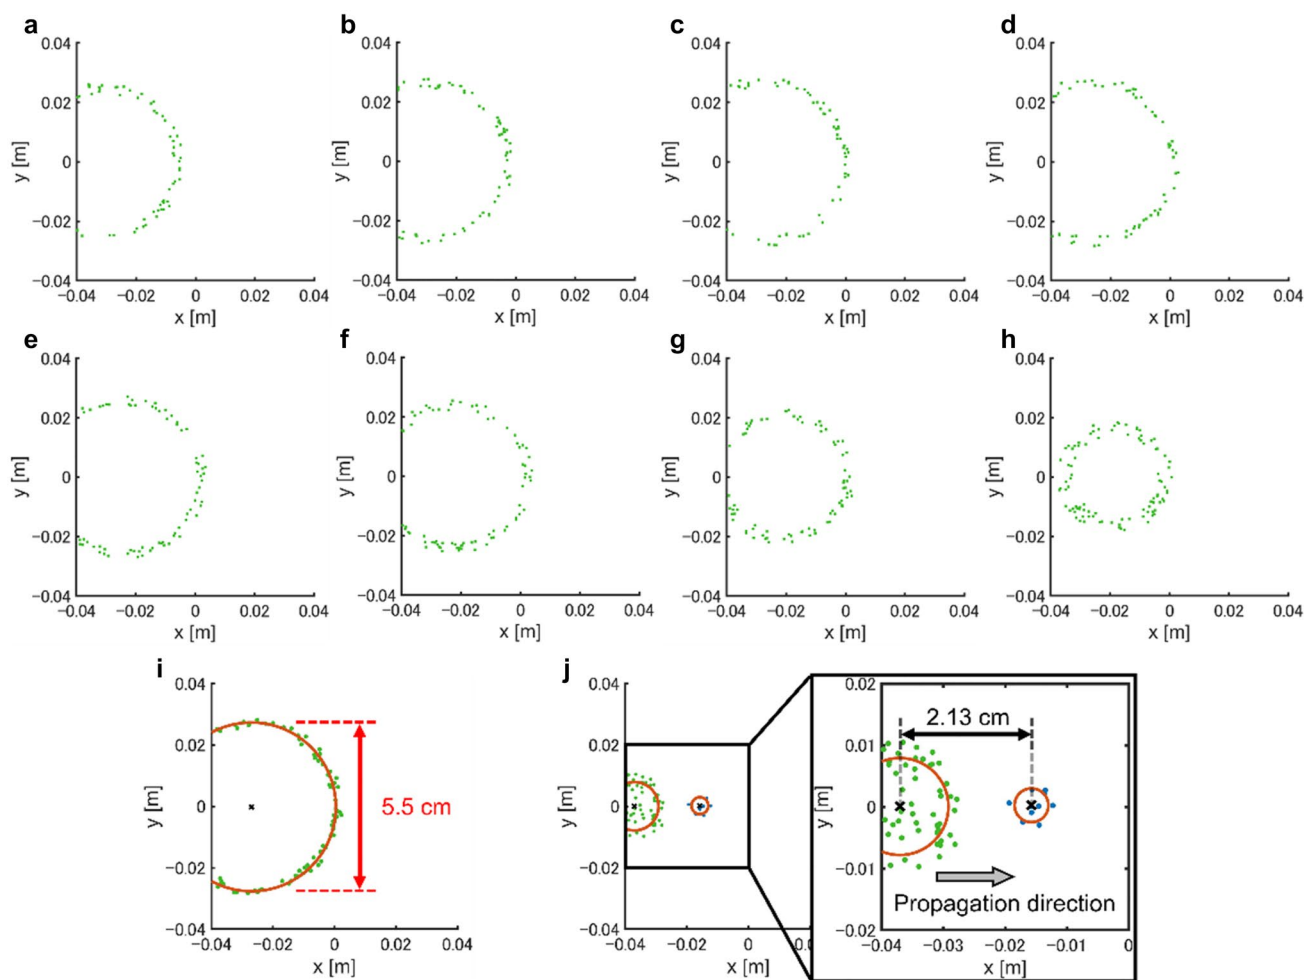 a
b
c
d
0.04 0.04 0.04 0.04
0.02 0.02 0.02 0.02
y [m] 0 y [m] 0 y [m] 0 y [m] 0
−0.02 −0.02 −0.02 −0.02
−0.04 −0.04 −0.04 −0.04
−0.04 −0.02 0 0.02 0.04 −0.04 −0.02 0 0.02 0.04 −0.04 −0.02 0 0.02 0.04 −0.04 −0.02 0 0.02 0.04
x [m] x [m] x [m] x [m]
e
f
g
h
0.04 0.04 0.04 0.04
0.02 0.02 0.02 0.02
y [m] 0 y [m] 0 y [m] 0 y [m] 0
−0.02 −0.02 −0.02 −0.02
−0.04 −0.04 −0.04 −0.04
−0.04 −0.02 0 0.02 0.04 −0.04 −0.02 0 0.02 0.04 −0.04 −0.02 0 0.02 0.04 −0.04 −0.02 0 0.02 0.04
x [m] x [m] x [m] x [m]
i
0.04
0.02
y [m] 0
−0.02
−0.04
−0.04 −0.02 0 0.02 0.04
x [m]
5.5 cm
j
0.04
0.02
y [m] 0
−0.02
−0.04
−0.04 −0.02 0
x [m]
0.02
0.01
y [m] 0
−0.01
−0.02
−0.04 −0.03 −0.02 −0.01 0
x [m]
2.13 cm
Propagation direction